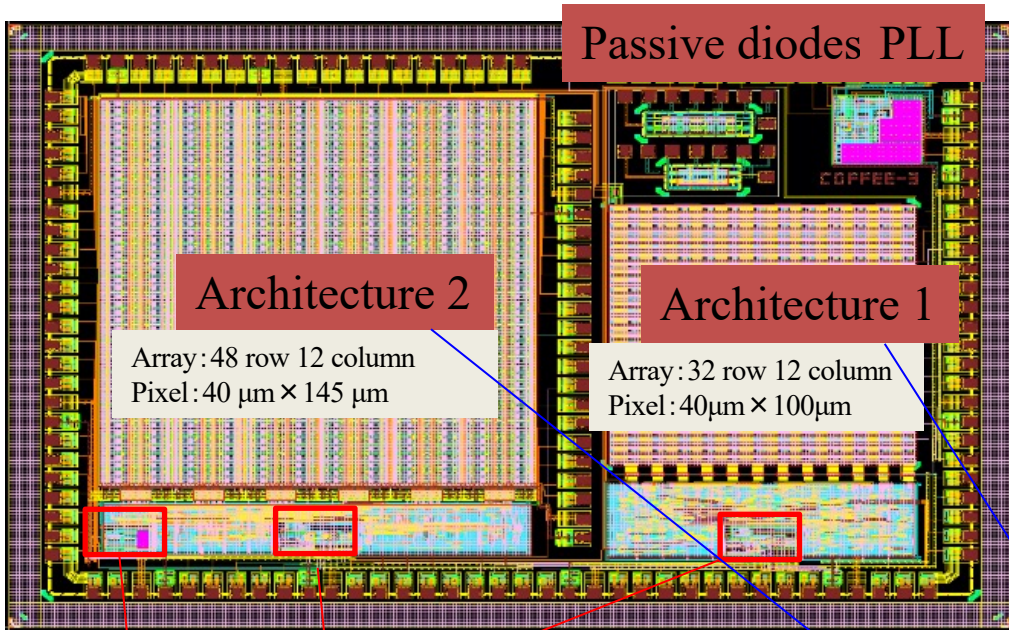 Passive diodes PLL
COFFEE-3
Architecture 2
Array:48 row 12 column
Pixel:40 μm×145 μm
Architecture 1
Array:32 row 12 column
Pixel:40μm×100μm